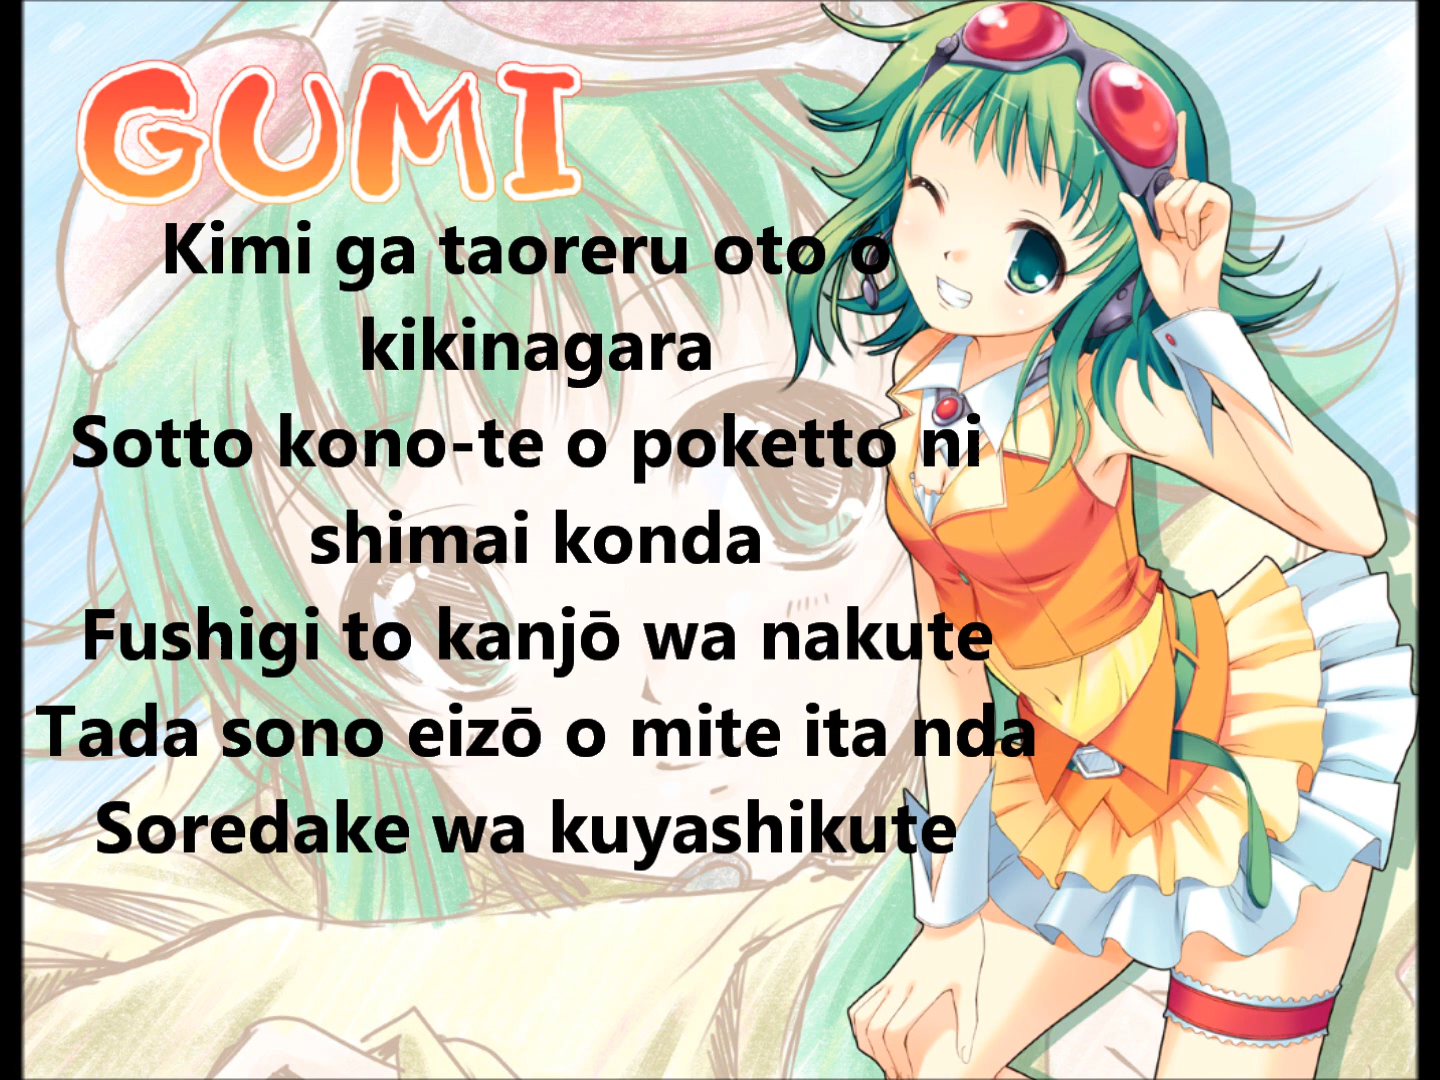 GUMI
Kimi ga taoreru oto o
kikinagara
Sotto kono-te o poketto ni
shimai konda
Fushigi to kanjō wa nakute
Tada sono eizō o mite ita nda
Soredake wa kuyashikute